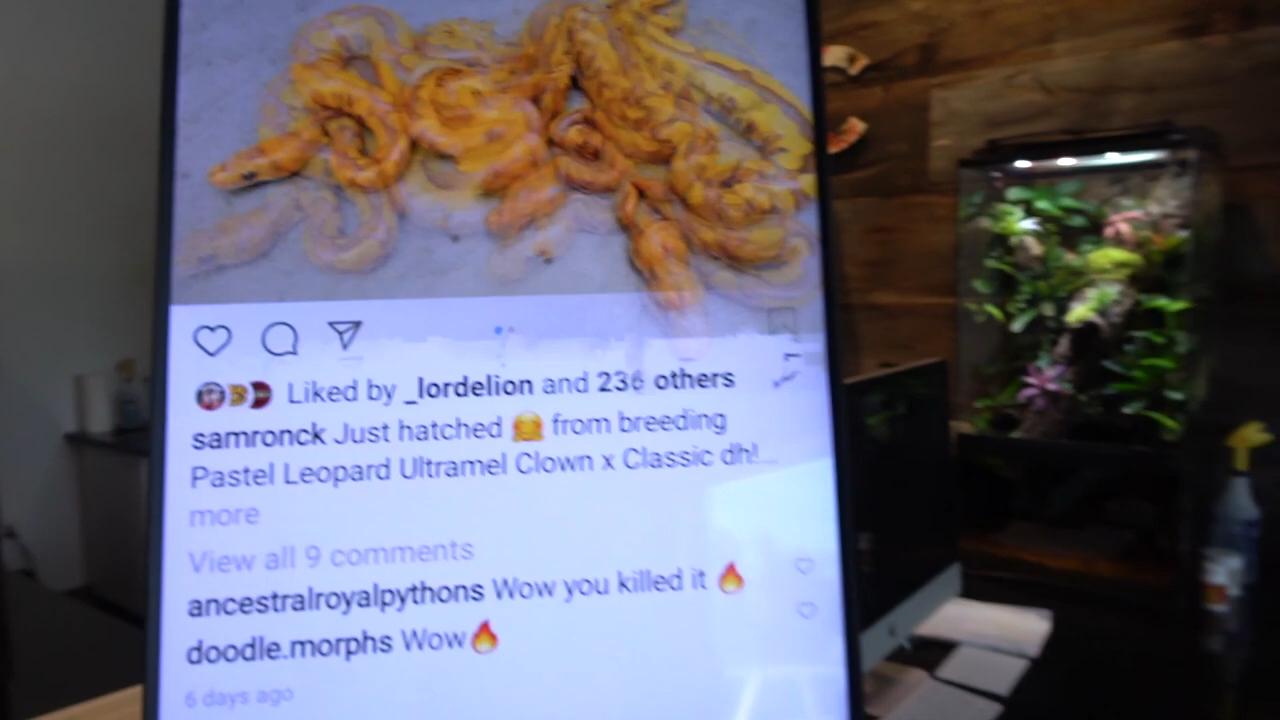 Liked by _lordelion and 236 others
samronck Just hatched 🤗 from breeding
Pastel Leopard Ultramel Clown x Classic dh!...
more
View all 9 comments
ancestralroyalpythons Wow you killed it 🔥
doodle.morphs Wow🔥
6 days ago